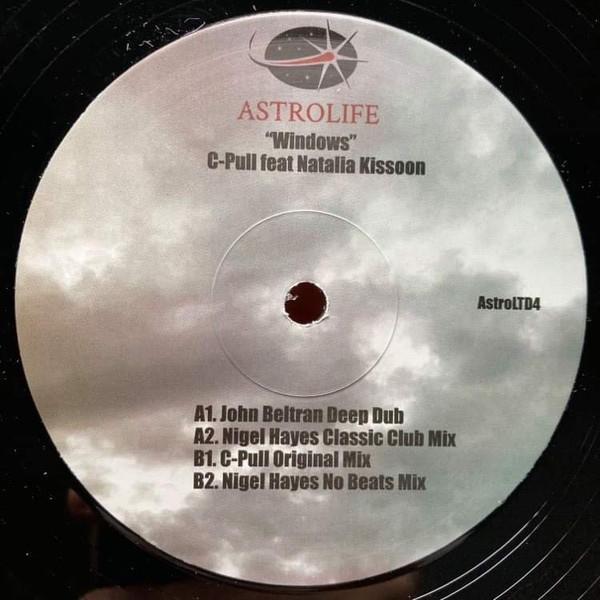 ASTROLIFE
“Windows”
C-Pull feat Natalia Kissoon
AstroLTD4
A1. John Beltran Deep Dub
A2. Nigel Hayes Classic Club Mix
B1. C-Pull Original Mix
B2. Nigel Hayes No Beats Mix